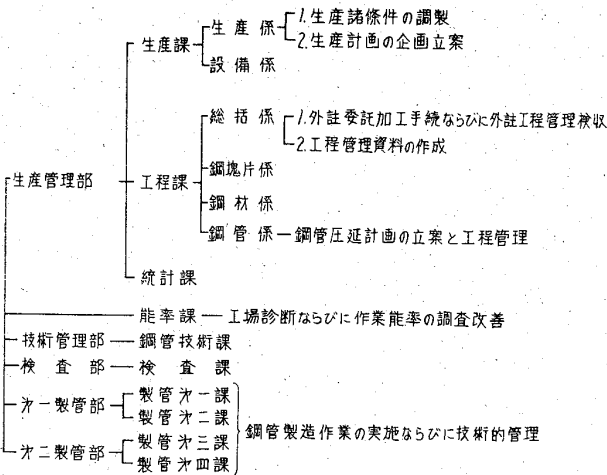 生産課 生産係 1.生産諸條件の調製
2.生産計画の企画立案
設備係
総括係 1.外註委託加工手続ならびに外註工程管理検収
2.工程管理資料の作成
生産管理部 工程課 鋼塊片係
鋼材係
鋼管係 鋼管圧延計画の立案と工程管理
統計課
能率課 工場診断ならびに作業能率の調査改善
技術管理部 鋼管技術課
検査部 検査課
才一製管部 製管才一課
製管才二課
鋼管製造作業の実施ならびに技術的管理
才二製管部 製管才三課
製管才四課